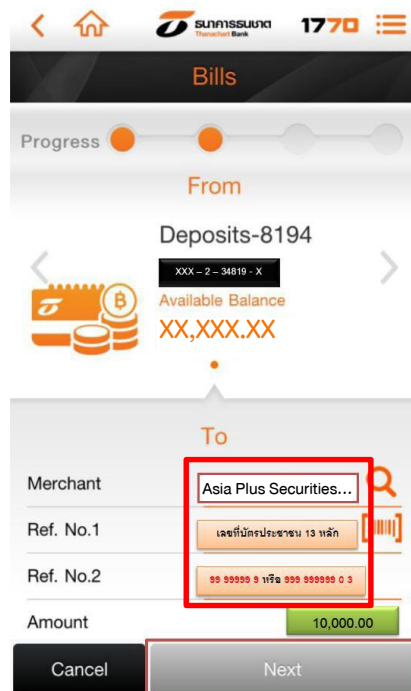 ธนาคารธนชาต 1770
Thanachart Bank
Bills
Progress
From
Deposits-8194
XXX – 2 – 34819 - X
Available Balance
XX,XXX.XX
To
Merchant Asia Plus Securities...
Ref. No.1 เลขที่บัตรประชาชน 13 หลัก
Ref. No.2 99 99999 9 หรือ 999 999999 0 3
Amount 10,000.00
Cancel Next